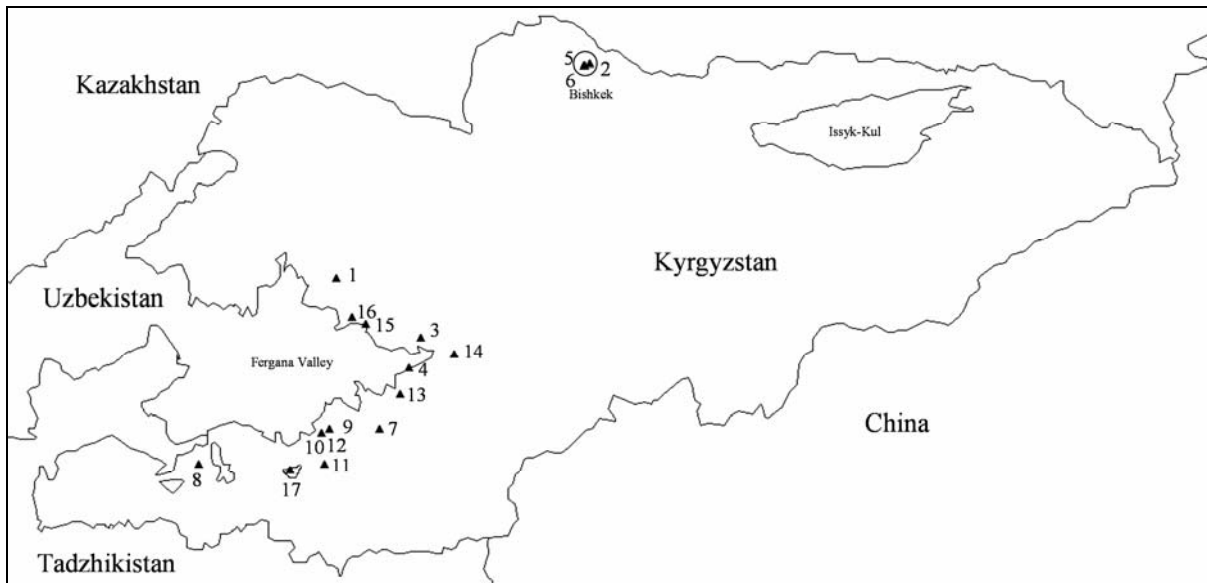 5
2
6
Bishkek
Kazakhstan
Issyk-Kul
Kyrgyzstan
1
Uzbekistan
16
15
3
Fergana Valley
14
4
13
9
7
10 12
China
11
8
17
Tadzhikistan